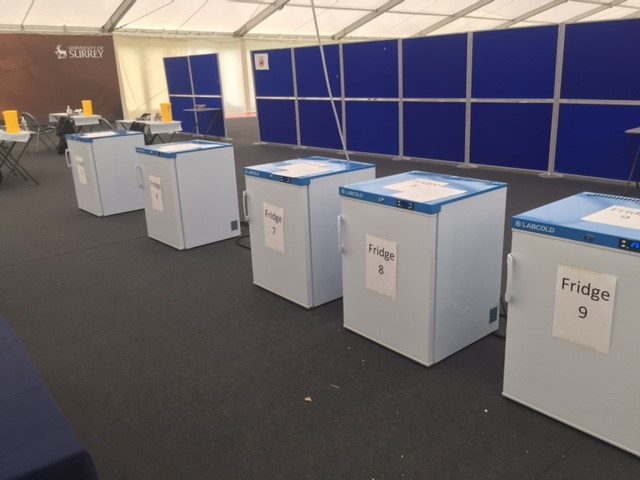 UNIVERSITY OF
SURREY
Fridge
7
LABCOLD
Fridge
8
LABCOLD
Fridge
9